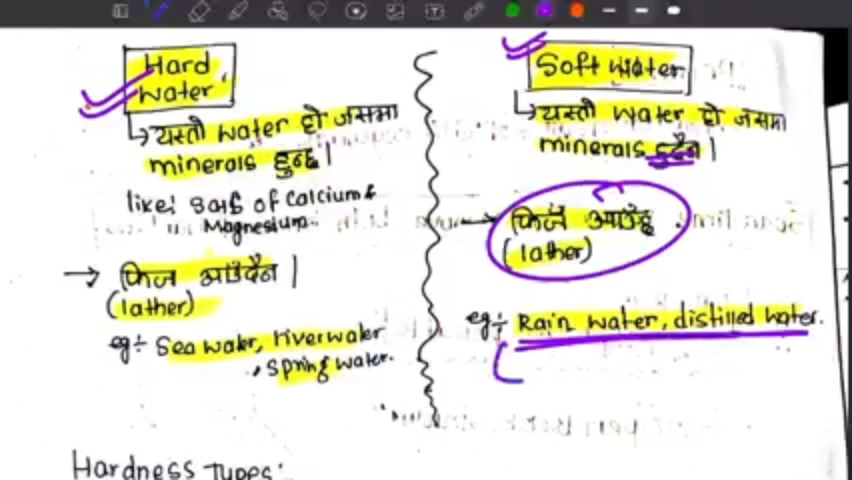 Hard
Water
यस्तो water हो जसमा
minerals हुन्छ |
like: Salt of Calcium &
Magnesium
→ फिज आउँदैन |
(lather)
eg:- Sea water, river water
, spring water.
Soft Water
यस्तो water हो जसमा
minerals हुदैन |
→ फिज आउँछ .
(lather)
eg:- Rain water, distilled water.
Hardness Types: